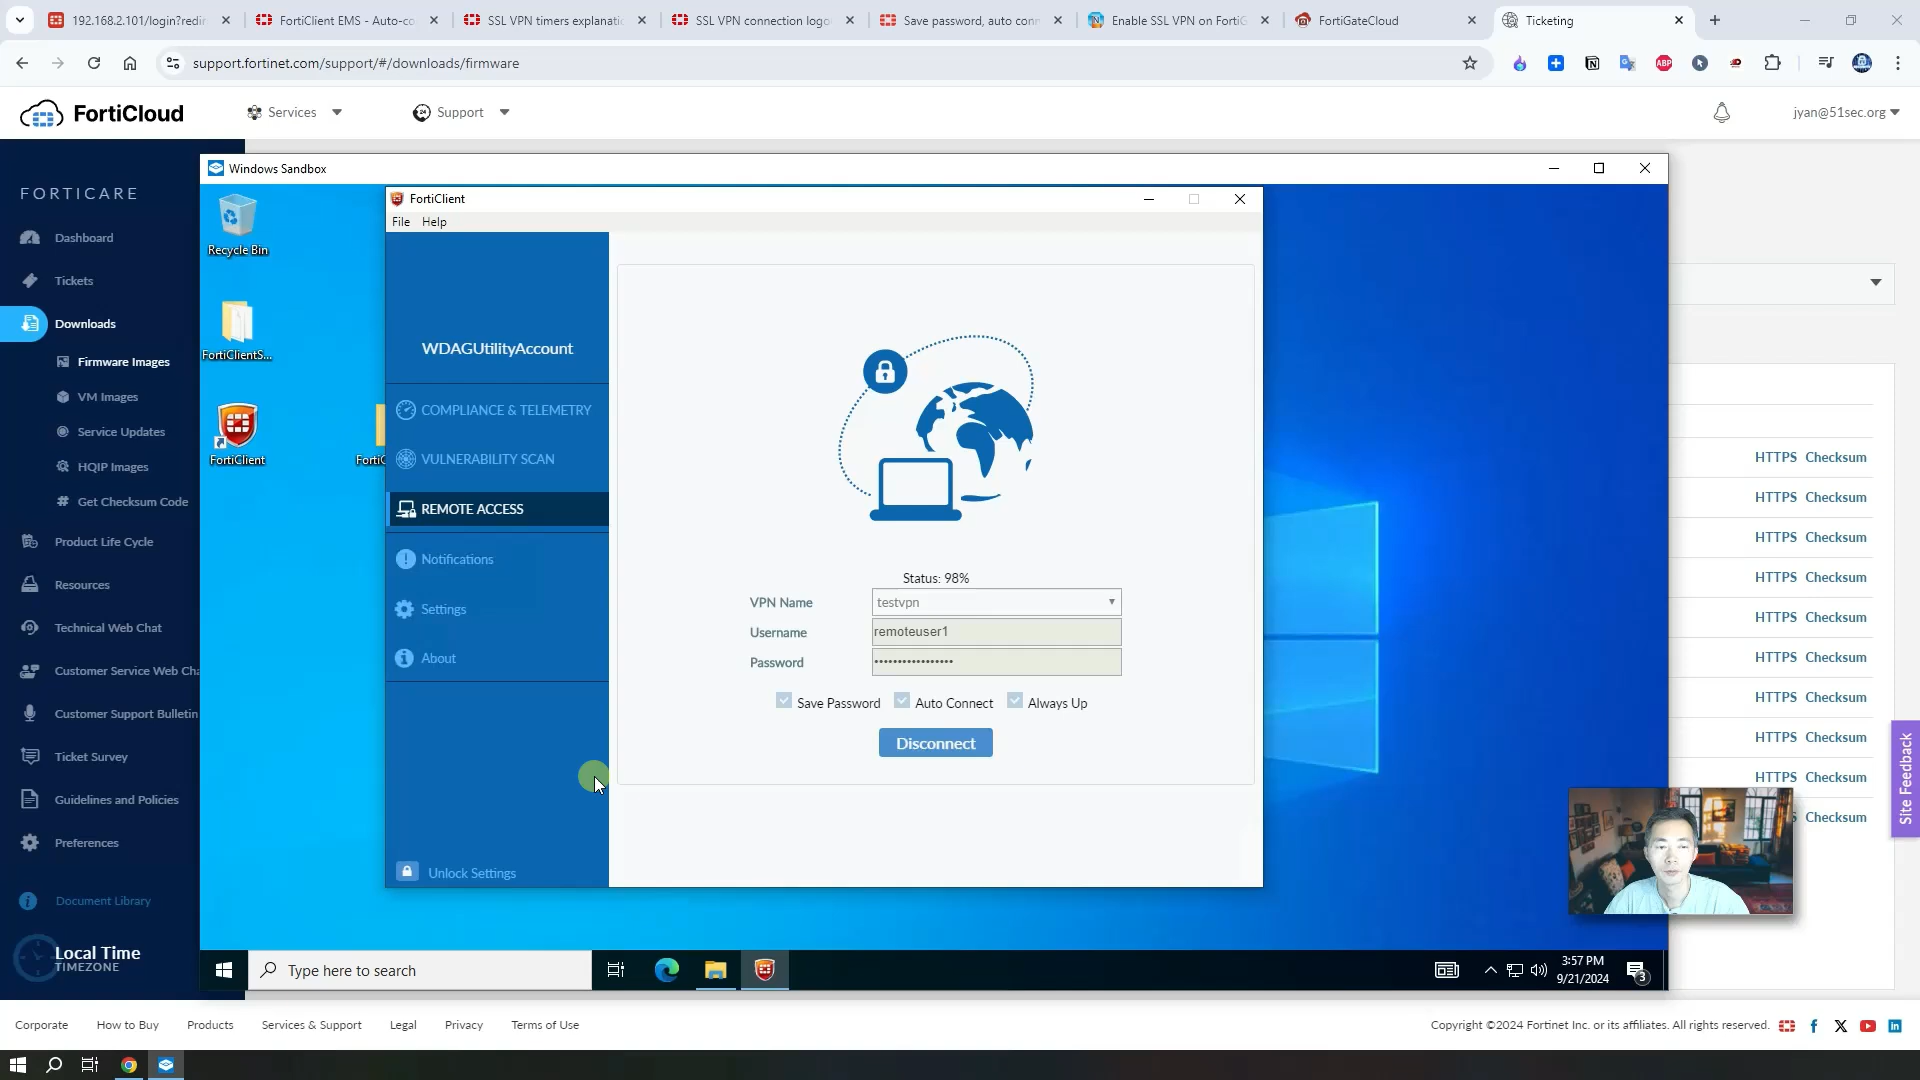 192.168.2.101/login?redir
FortiClient EMS - Auto-co
SSL VPN timers explanatio
SSL VPN connection logo
Save password, auto conn
Enable SSL VPN on FortiG
FortiGateCloud
Ticketing
support.fortinet.com/support/#/downloads/firmware
FortiCloud
Services
Support
jyan@51sec.org
FORTICARE
Dashboard
Tickets
Downloads
Firmware Images
VM Images
Service Updates
HQIP Images
Get Checksum Code
Product Life Cycle
Resources
Technical Web Chat
Customer Service Web Cha
Customer Support Bulletin
Ticket Survey
Guidelines and Policies
Preferences
Document Library
Local Time
TIMEZONE
Windows Sandbox
Recycle Bin
FortiClientS...
FortiClient
FortiC
FortiClient
File Help
WDAGUtilityAccount
COMPLIANCE & TELEMETRY
VULNERABILITY SCAN
REMOTE ACCESS
Notifications
Settings
About
Unlock Settings
Status: 98%
VPN Name testvpn
Username remoteuser1
Password •••••••••••••••••
Save Password Auto Connect Always Up
Disconnect
HTTPS Checksum
HTTPS Checksum
HTTPS Checksum
HTTPS Checksum
HTTPS Checksum
HTTPS Checksum
HTTPS Checksum
HTTPS Checksum
HTTPS Checksum
S Checksum
Site Feedback
Type here to search
3:57 PM
9/21/2024
3
Corporate How to Buy Products Services & Support Legal Privacy Terms of Use
Copyright ©2024 Fortinet Inc. or its affiliates. All rights reserved.